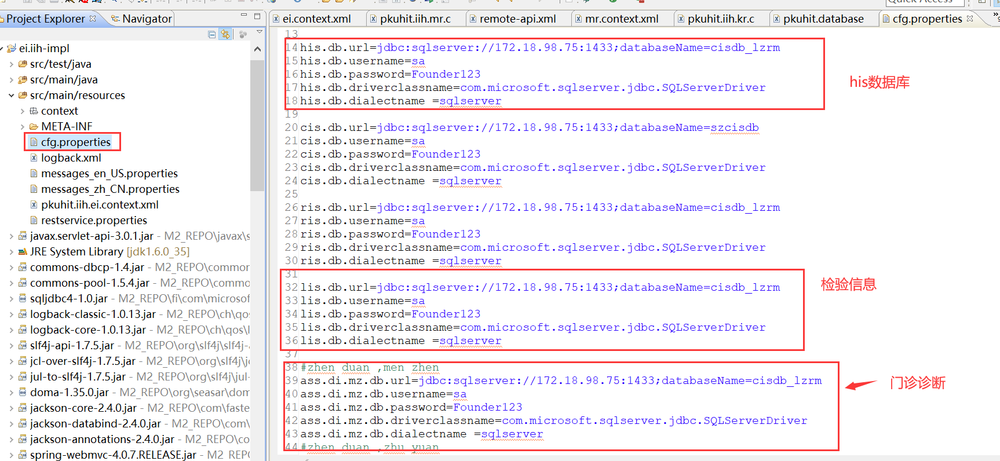 Quick Access
Project Explorer
Navigator
ei.iih-impl
src/test/java
src/main/java
src/main/resources
context
META-INF
cfg.properties
logback.xml
messages_en_US.properties
messages_zh_CN.properties
pkuhit.iih.ei.context.xml
restservice.properties
javax.servlet-api-3.0.1.jar - M2_REPO\javax\s
JRE System Library [jdk1.6.0_35]
commons-dbcp-1.4.jar - M2_REPO\common
commons-pool-1.5.4.jar - M2_REPO\commo
sqljdbc4-1.0.jar - M2_REPO\fi\com\microsof
logback-classic-1.0.13.jar - M2_REPO\ch\qos
logback-core-1.0.13.jar - M2_REPO\ch\qos\l
slf4j-api-1.7.5.jar - M2_REPO\org\slf4j\slf4j-
jcl-over-slf4j-1.7.5.jar - M2_REPO\org\slf4j\jc
jul-to-slf4j-1.7.5.jar - M2_REPO\org\slf4j\jul-
doma-1.35.0.jar - M2_REPO\org\seasar\dom
jackson-core-2.4.0.jar - M2_REPO\com\faste
jackson-databind-2.4.0.jar - M2_REPO\com\
jackson-annotations-2.4.0.jar - M2_REPO\co
spring-webmvc-4.0.7.RELEASE.jar - M2_REPO
ei.context.xml
pkuhit.iih.mr.c
remote-api.xml
mr.context.xml
pkuhit.iih.kr.c
pkuhit.database
cfg.properties
13
14 his.db.url=jdbc:sqlserver://172.18.98.75:1433;databaseName=cisdb_lzrm
15 his.db.username=sa
16 his.db.password=Founder123
17 his.db.driverclassname=com.microsoft.sqlserver.jdbc.SQLServerDriver
18 his.db.dialectname =sqlserver
19
20 cis.db.url=jdbc:sqlserver://172.18.98.75:1433;databaseName=szcisdb
21 cis.db.username=sa
22 cis.db.password=Founder123
23 cis.db.driverclassname=com.microsoft.sqlserver.jdbc.SQLServerDriver
24 cis.db.dialectname =sqlserver
25
26 ris.db.url=jdbc:sqlserver://172.18.98.75:1433;databaseName=cisdb_lzrm
27 ris.db.username=sa
28 ris.db.password=Founder123
29 ris.db.driverclassname=com.microsoft.sqlserver.jdbc.SQLServerDriver
30 ris.db.dialectname =sqlserver
31
32 lis.db.url=jdbc:sqlserver://172.18.98.75:1433;databaseName=cisdb_lzrm
33 lis.db.username=sa
34 lis.db.password=Founder123
35 lis.db.driverclassname=com.microsoft.sqlserver.jdbc.SQLServerDriver
36 lis.db.dialectname =sqlserver
37
38 #zhen duan ,men zhen
39 ass.di.mz.db.url=jdbc:sqlserver://172.18.98.75:1433;databaseName=cisdb_lzrm
40 ass.di.mz.db.username=sa
41 ass.di.mz.db.password=Founder123
42 ass.di.mz.db.driverclassname=com.microsoft.sqlserver.jdbc.SQLServerDriver
43 ass.di.mz.db.dialectname =sqlserver
44 #zhen duan ,zhu yuan
his数据库
检验信息
门诊诊断